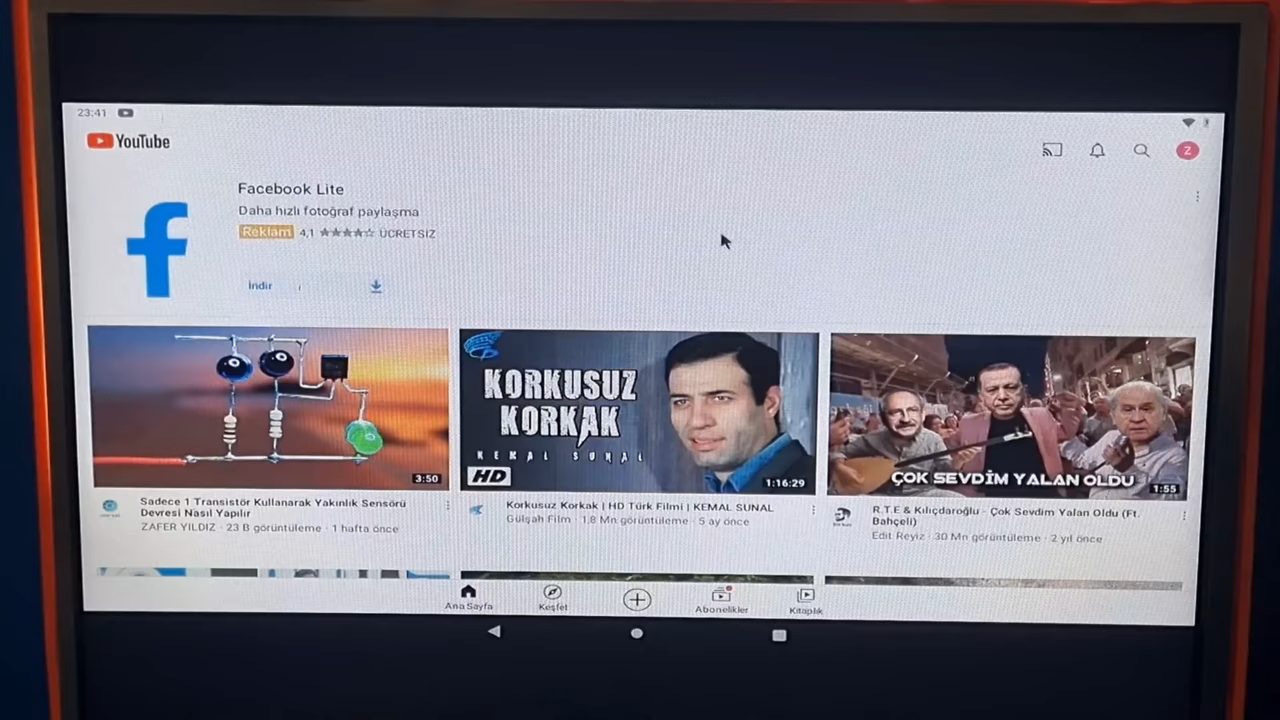 23:41
YouTube
Z
Facebook Lite
Daha hızlı fotoğraf paylaşma
Reklam 4,1 ★★★★☆ ÜCRETSİZ
İndir
3:50
KORKUSUZ
KORKAK
KEMAL SUNAL
HD
1:16:29
ÇOK SEVDİM YALAN OLDU
1:55
Sadece 1 Transistör Kullanarak Yakınlık Sensörü
Devresi Nasıl Yapılır
ZAFER YILDIZ · 23 B görüntüleme · 1 hafta önce
Korkusuz Korkak | HD Türk Filmi | KEMAL SUNAL
Gülşah Film · 1,8 Mn görüntüleme · 5 ay önce
R.T.E & Kılıçdaroğlu - Çok Sevdim Yalan Oldu (Ft.
Bahçeli)
Edit Reyiz · 30 Mn görüntüleme · 2 yıl önce
Ana Sayfa
Keşfet
Abonelikler
Kitaplık